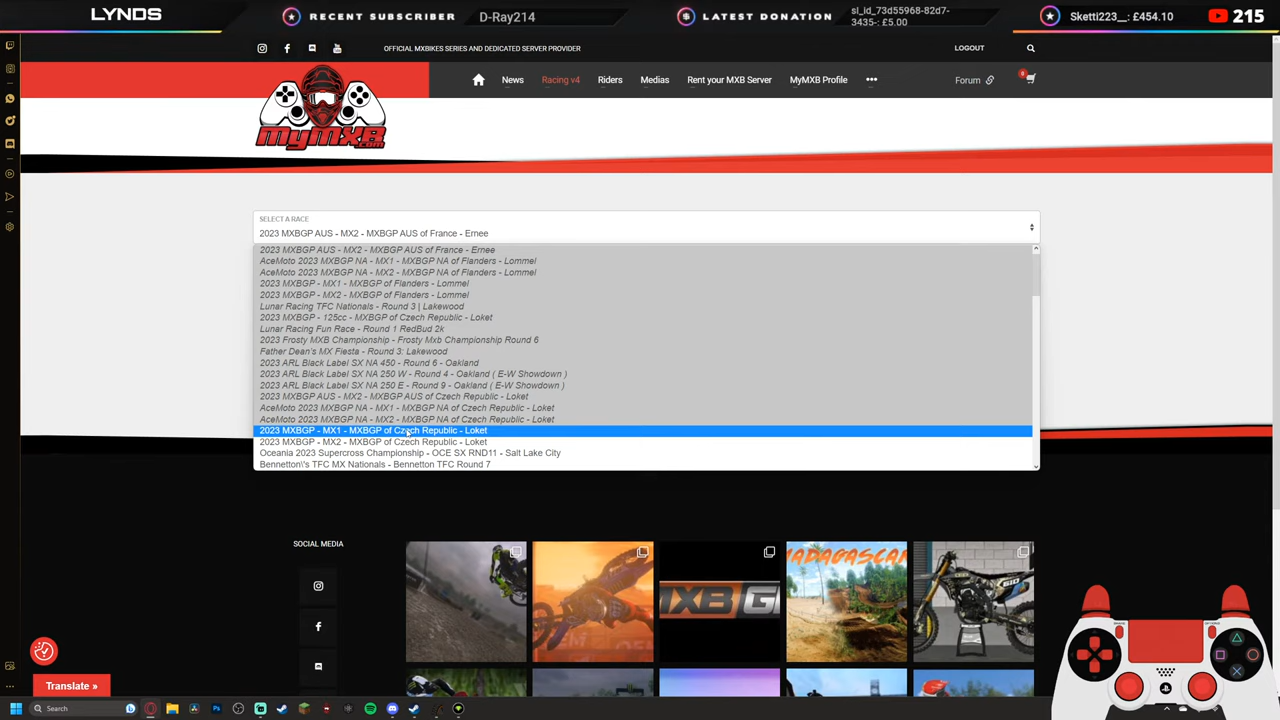 LYNDS
RECENT SUBSCRIBER
D-Ray214
LATEST DONATION
si_id_73d55968-82d7-
3435-: £5.00
Sketti223__: £454.10
215
OFFICIAL MXBIKES SERIES AND DEDICATED SERVER PROVIDER
LOGOUT
News
Racing v4
Riders
Medias
Rent your MXB Server
MyMXB Profile
•••
Forum
MyMXB
.com
SELECT A RACE
2023 MXBGP AUS - MX2 - MXBGP AUS of France - Ernee
2023 MXBGP AUS - MX2 - MXBGP AUS of France - Ernee
AceMoto 2023 MXBGP NA - MX1 - MXBGP NA of Flanders - Lommel
AceMoto 2023 MXBGP NA - MX2 - MXBGP NA of Flanders - Lommel
2023 MXBGP - MX1 - MXBGP of Flanders - Lommel
2023 MXBGP - MX2 - MXBGP of Flanders - Lommel
Lunar Racing TFC Nationals - Round 3 | Lakewood
2023 MXBGP - 125cc - MXBGP of Czech Republic - Loket
Lunar Racing Fun Race - Round 1 RedBud 2k
2023 Frosty MXB Championship - Frosty Mxb Championship Round 6
Father Dean's MX Fiesta - Round 3: Lakewood
2023 ARL Black Label SX NA 450 - Round 6 - Oakland
2023 ARL Black Label SX NA 250 W - Round 4 - Oakland ( E-W Showdown )
2023 ARL Black Label SX NA 250 E - Round 9 - Oakland ( E-W Showdown )
2023 MXBGP AUS - MX2 - MXBGP AUS of Czech Republic - Loket
AceMoto 2023 MXBGP NA - MX1 - MXBGP NA of Czech Republic - Loket
AceMoto 2023 MXBGP NA - MX2 - MXBGP NA of Czech Republic - Loket
2023 MXBGP - MX1 - MXBGP of Czech Republic - Loket
2023 MXBGP - MX2 - MXBGP of Czech Republic - Loket
Oceania 2023 Supercross Championship - OCE SX RND11 - Salt Lake City
Bennetton\'s TFC MX Nationals - Bennetton TFC Round 7
SOCIAL MEDIA
MADAGASCAR
MXB G
Translate »
Search